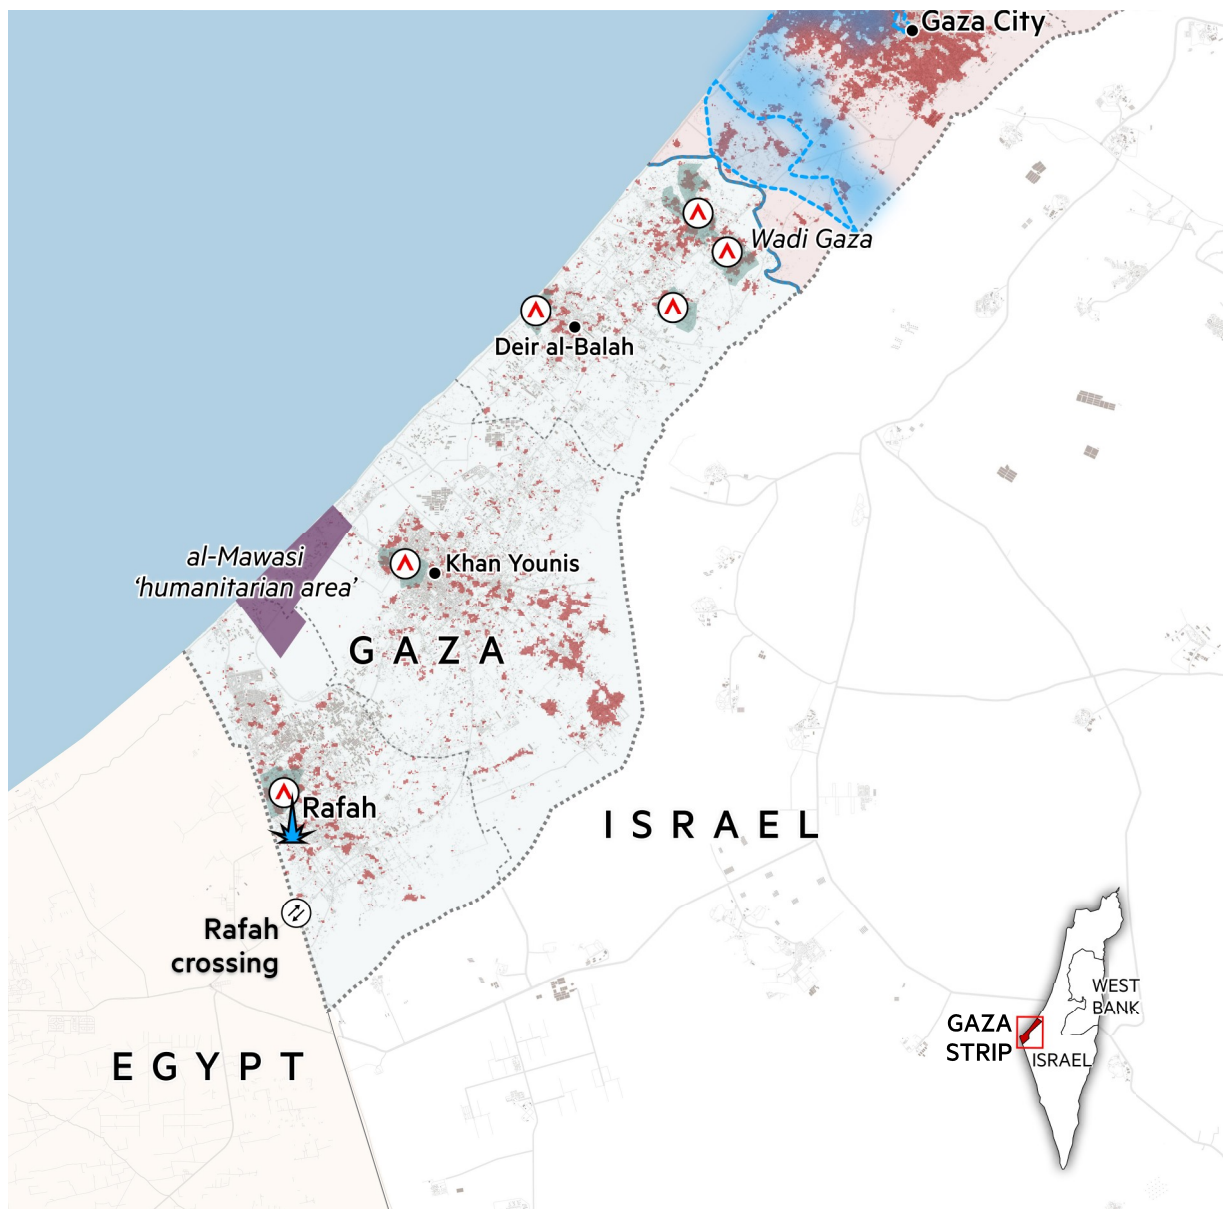 Gaza City
Wadi Gaza
Deir al-Balah
al-Mawasi
‘humanitarian area’
Khan Younis
GAZA
Rafah
ISRAEL
Rafah
crossing
EGYPT
WEST
BANK
GAZA
STRIP
ISRAEL